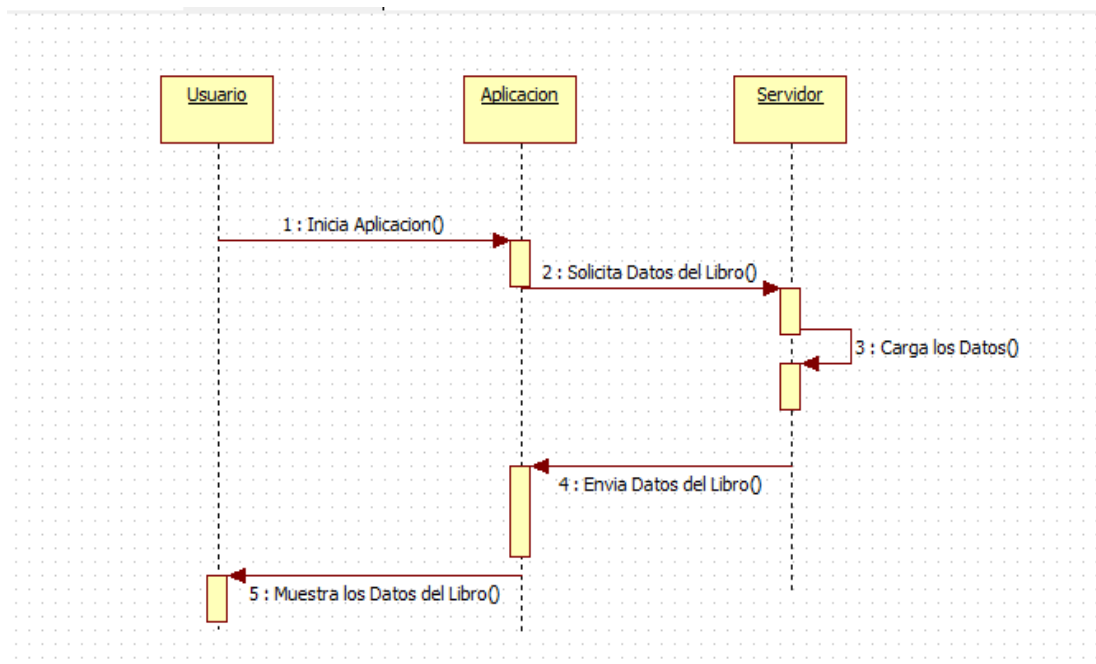 Usuario
Aplicacion
Servidor
1 : Inicia Aplicacion()
2 : Solicita Datos del Libro()
3 : Carga los Datos()
4 : Envia Datos del Libro()
5 : Muestra los Datos del Libro()